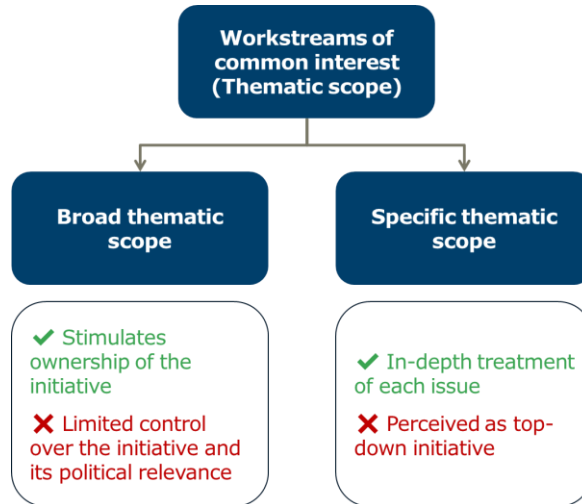 Workstreams of
common interest
(Thematic scope)
Broad thematic
scope
Specific thematic
scope
✔ Stimulates
ownership of the
initiative
✘ Limited control
over the initiative and
its political relevance
✔ In-depth treatment
of each issue
✘ Perceived as top-
down initiative